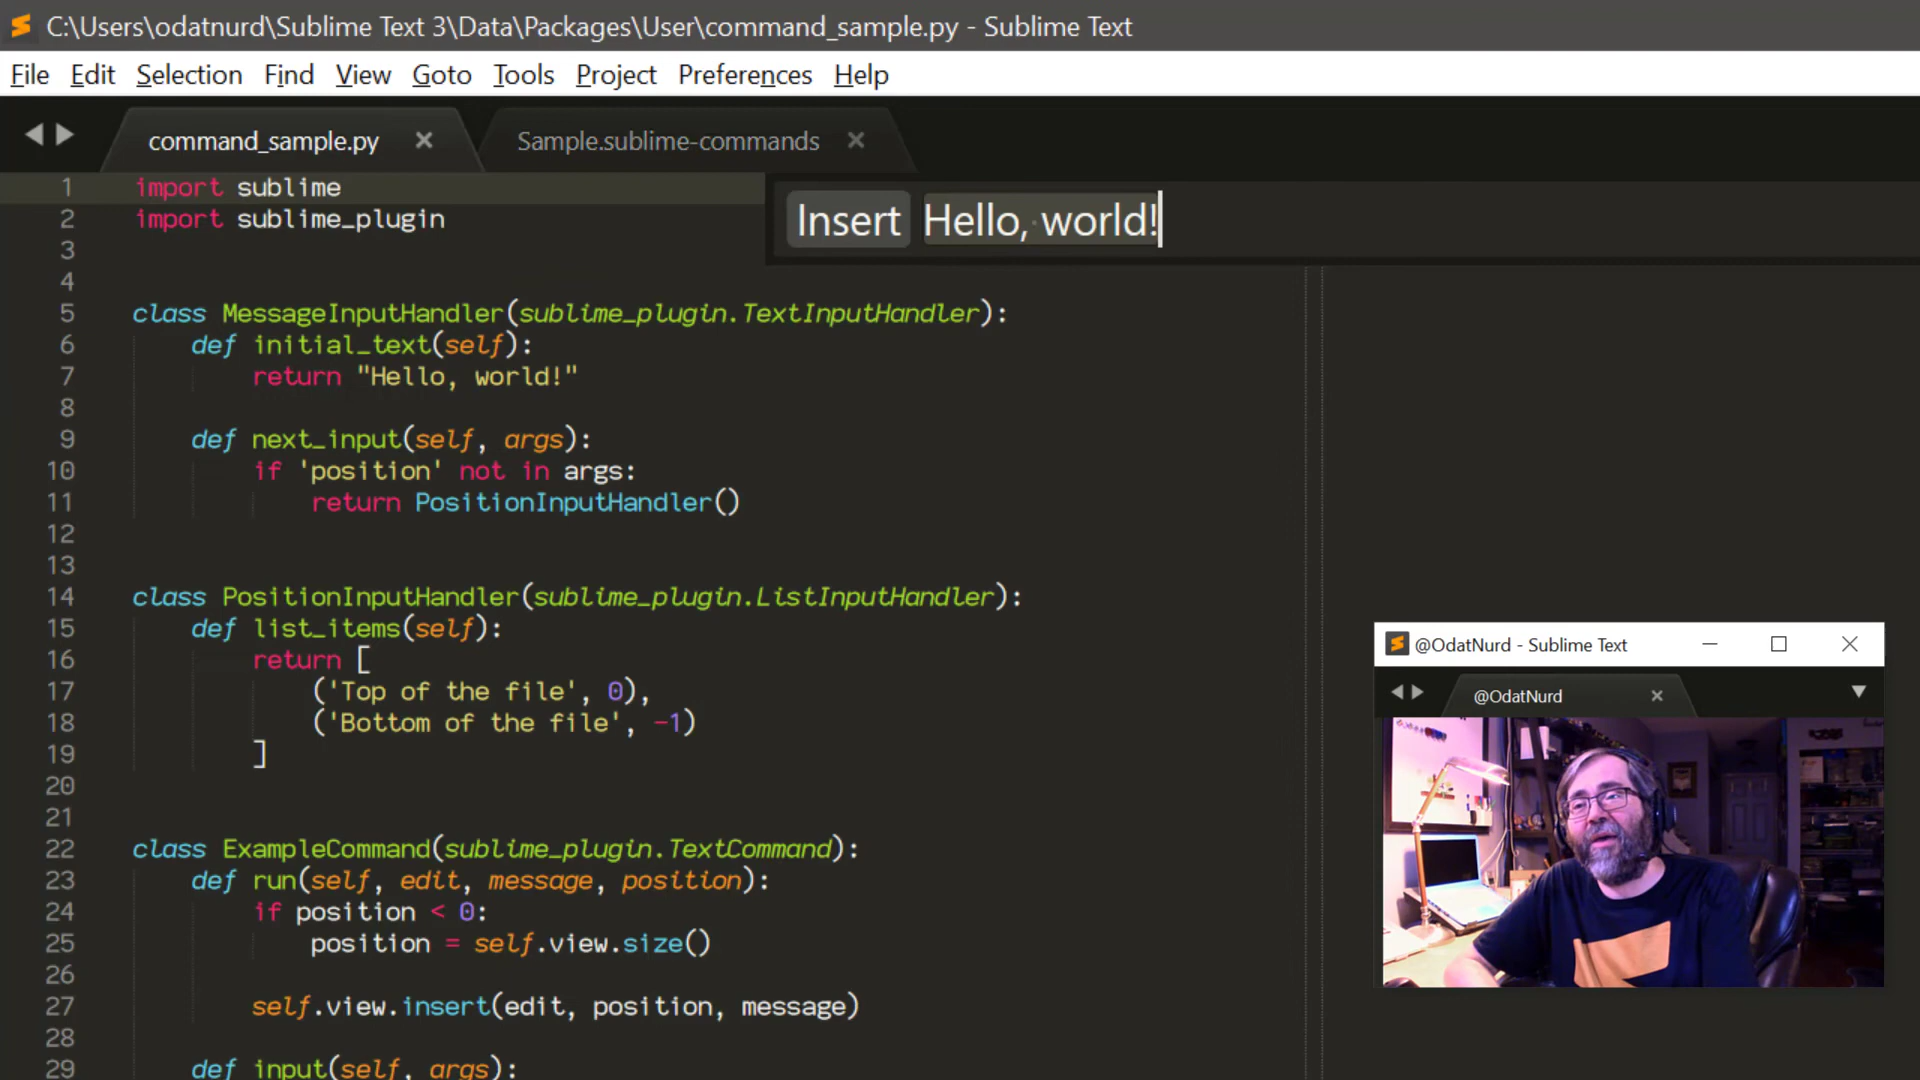 C:\Users\odatnurd\Sublime Text 3\Data\Packages\User\command_sample.py - Sublime Text
File Edit Selection Find View Goto Tools Project Preferences Help
command_sample.py
Sample.sublime-commands
Insert Hello, world!
1 import sublime
2 import sublime_plugin
3
4
5 class MessageInputHandler(sublime_plugin.TextInputHandler):
6 def initial_text(self):
7 return "Hello, world!"
8
9 def next_input(self, args):
10 if 'position' not in args:
11 return PositionInputHandler()
12
13
14 class PositionInputHandler(sublime_plugin.ListInputHandler):
15 def list_items(self):
16 return [
17 ('Top of the file', 0),
18 ('Bottom of the file', -1)
19 ]
20
21
22 class ExampleCommand(sublime_plugin.TextCommand):
23 def run(self, edit, message, position):
24 if position < 0:
25 position = self.view.size()
26
27 self.view.insert(edit, position, message)
28
29 def input(self, args):
@OdatNurd - Sublime Text
@OdatNurd